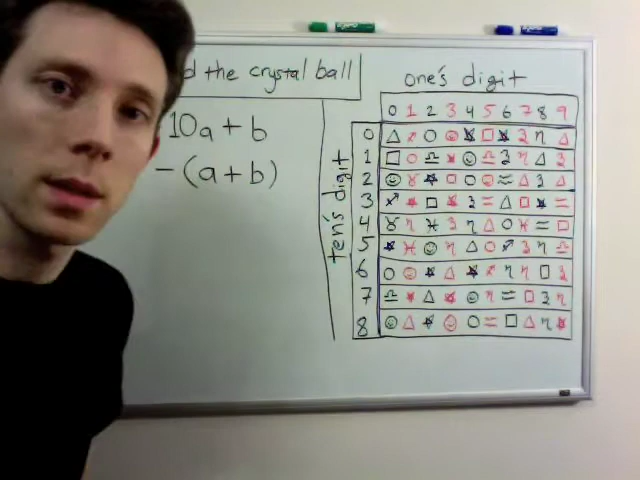 d the crystal ball
10a + b
- (a + b)
one's digit
0 1 2 3 4 5 6 7 8 9
ten's digit
0
1
2
3
4
5
6
7
8